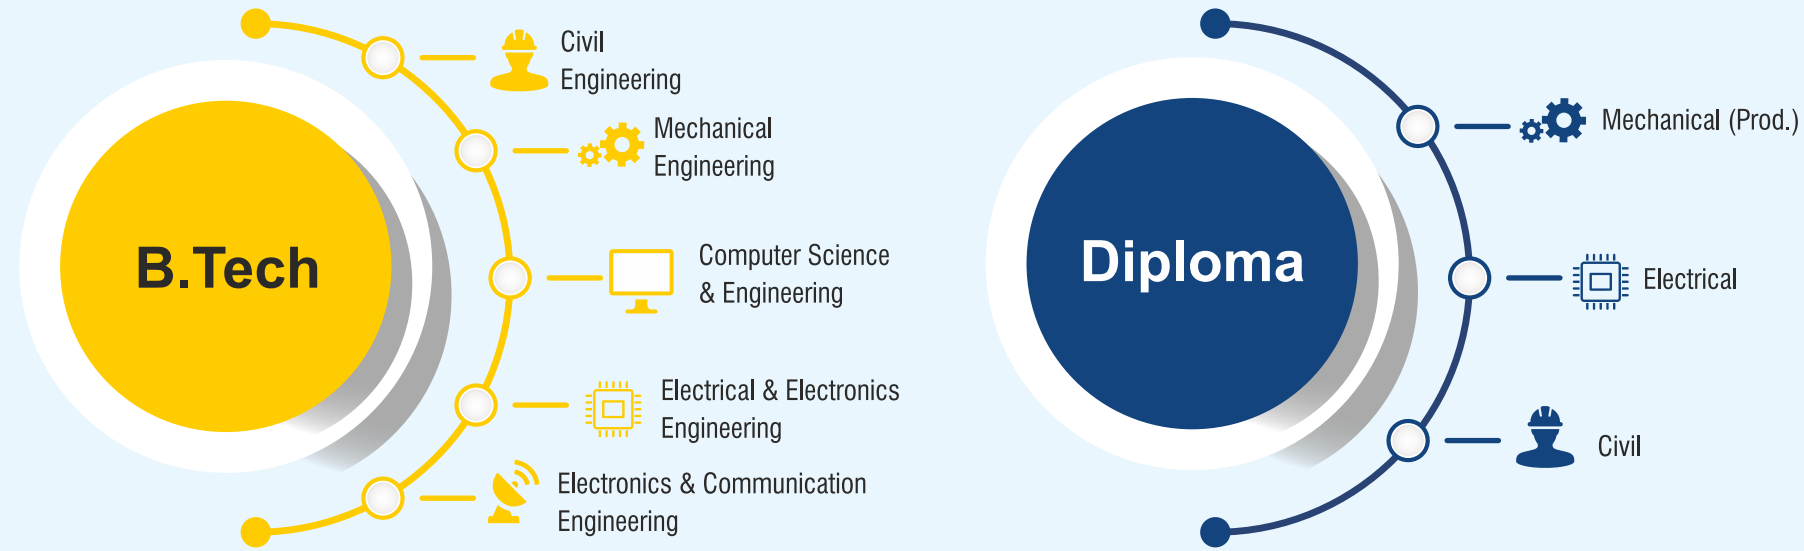 B.Tech
Civil
Engineering
Mechanical
Engineering
Computer Science
& Engineering
Electrical & Electronics
Engineering
Electronics & Communication
Engineering
Diploma
Mechanical (Prod.)
Electrical
Civil